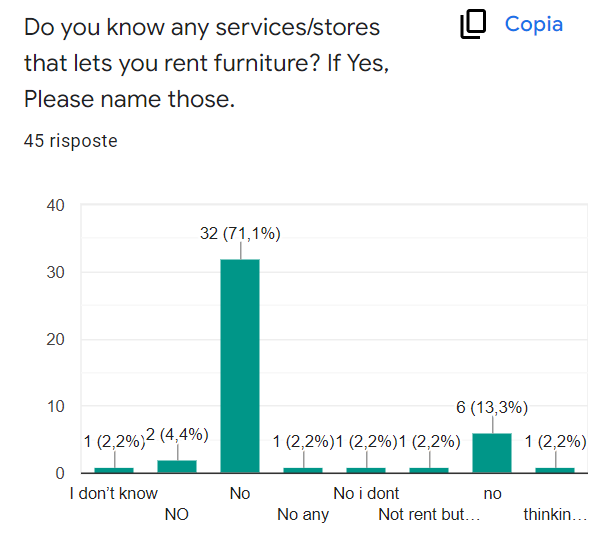 Do you know any services/stores
Copia
that lets you rent furniture? If Yes,
Please name those.
45 risposte
40
30
20
10
0
1 (2,2%)
2 (4,4%)
32 (71,1%)
1 (2,2%)
1 (2,2%)
1 (2,2%)
6 (13,3%)
1 (2,2%)
I don’t know
NO
No
No any
No i dont
Not rent but…
no
thinkin…